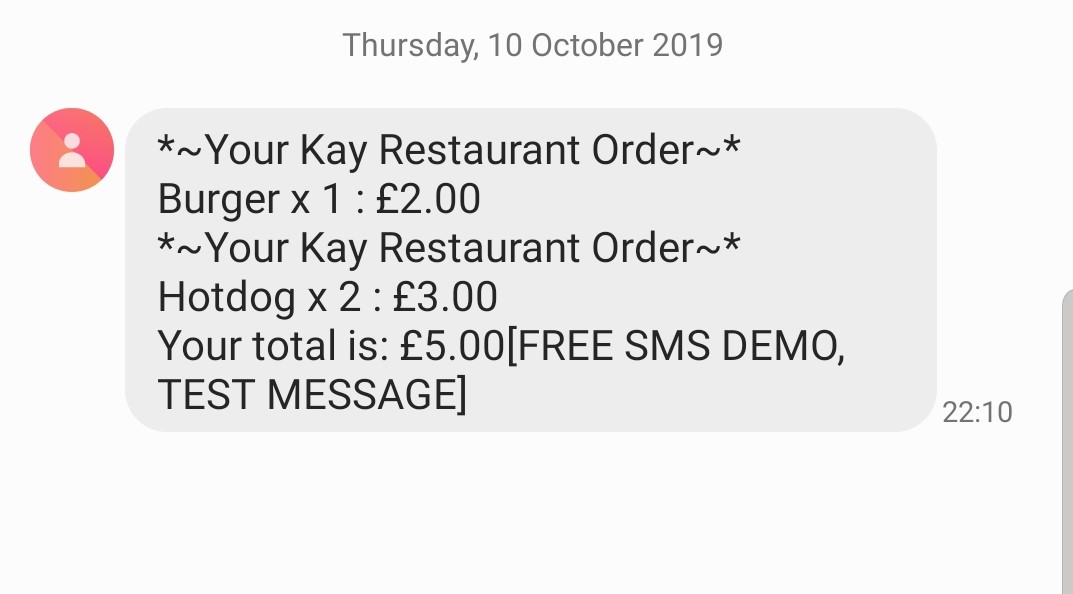 Thursday, 10 October 2019
*~Your Kay Restaurant Order~*
Burger x 1 : £2.00
*~Your Kay Restaurant Order~*
Hotdog x 2 : £3.00
Your total is: £5.00[FREE SMS DEMO,
TEST MESSAGE]
22:10